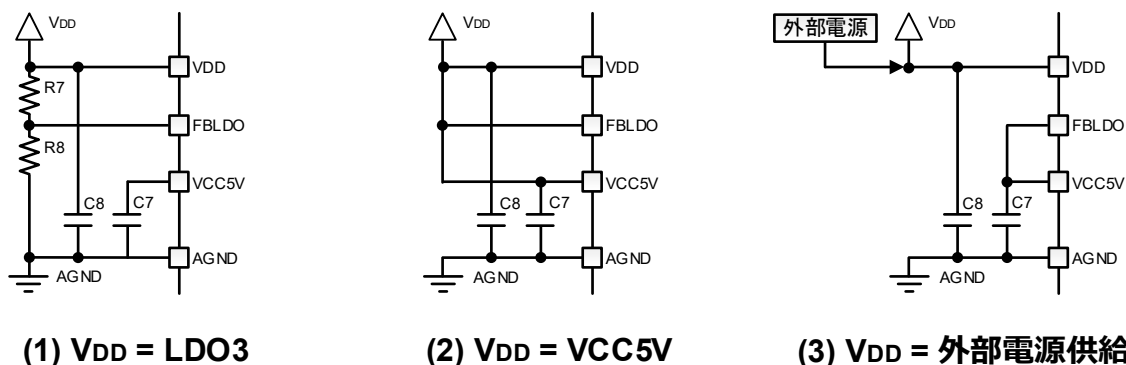 VDD
VDD
R7
FBLDO
R8
VCC5V
C8
C7
AGND
AGND
(1) VDD = LDO3
VDD
VDD
FBLDO
VCC5V
C8
C7
AGND
AGND
(2) VDD = VCC5V
外部電源
VDD
VDD
FBLDO
VCC5V
C8
C7
AGND
AGND
(3) VDD = 外部電源供給